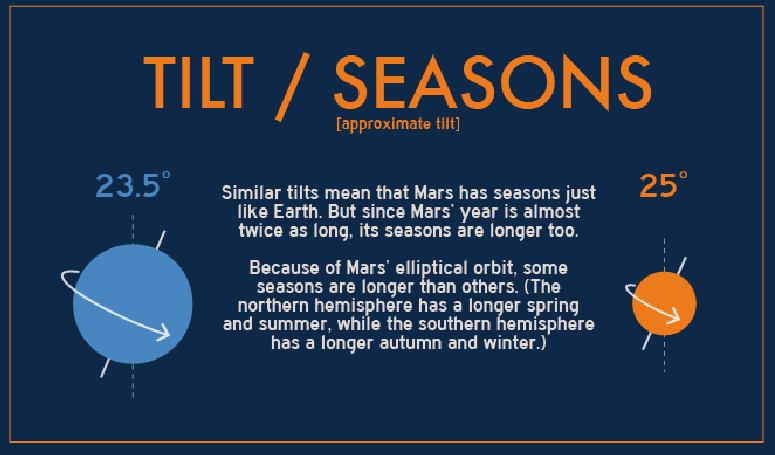 TILT / SEASONS
[approximate tilt]
23.5°
Similar tilts mean that Mars has seasons just
like Earth. But since Mars' year is almost
twice as long, its seasons are longer too.
Because of Mars' elliptical orbit, some
seasons are longer than others. (The
northern hemisphere has a longer spring
and summer, while the southern hemisphere
has a longer autumn and winter.)
25°